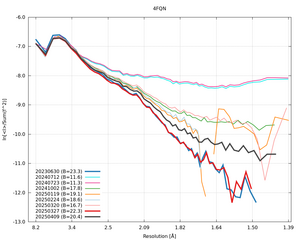 4FQN
-6.0
-7.0
-8.0
-9.0
-10.0
-11.0
-12.0
-13.0
ln[<I>/Sum(f^2)]
20230630 (B=+23.3)
20240712 (B=+11.6)
20240723 (B=+11.3)
20241002 (B=+17.8)
20250119 (B=+19.1)
20250224 (B=+18.6)
20250320 (B=+16.7)
20250327 (B=+22.3)
20250409 (B=+20.4)
8.2 3.4 2.5 2.09 1.83 1.64 1.50 1.39
Resolution [Å]